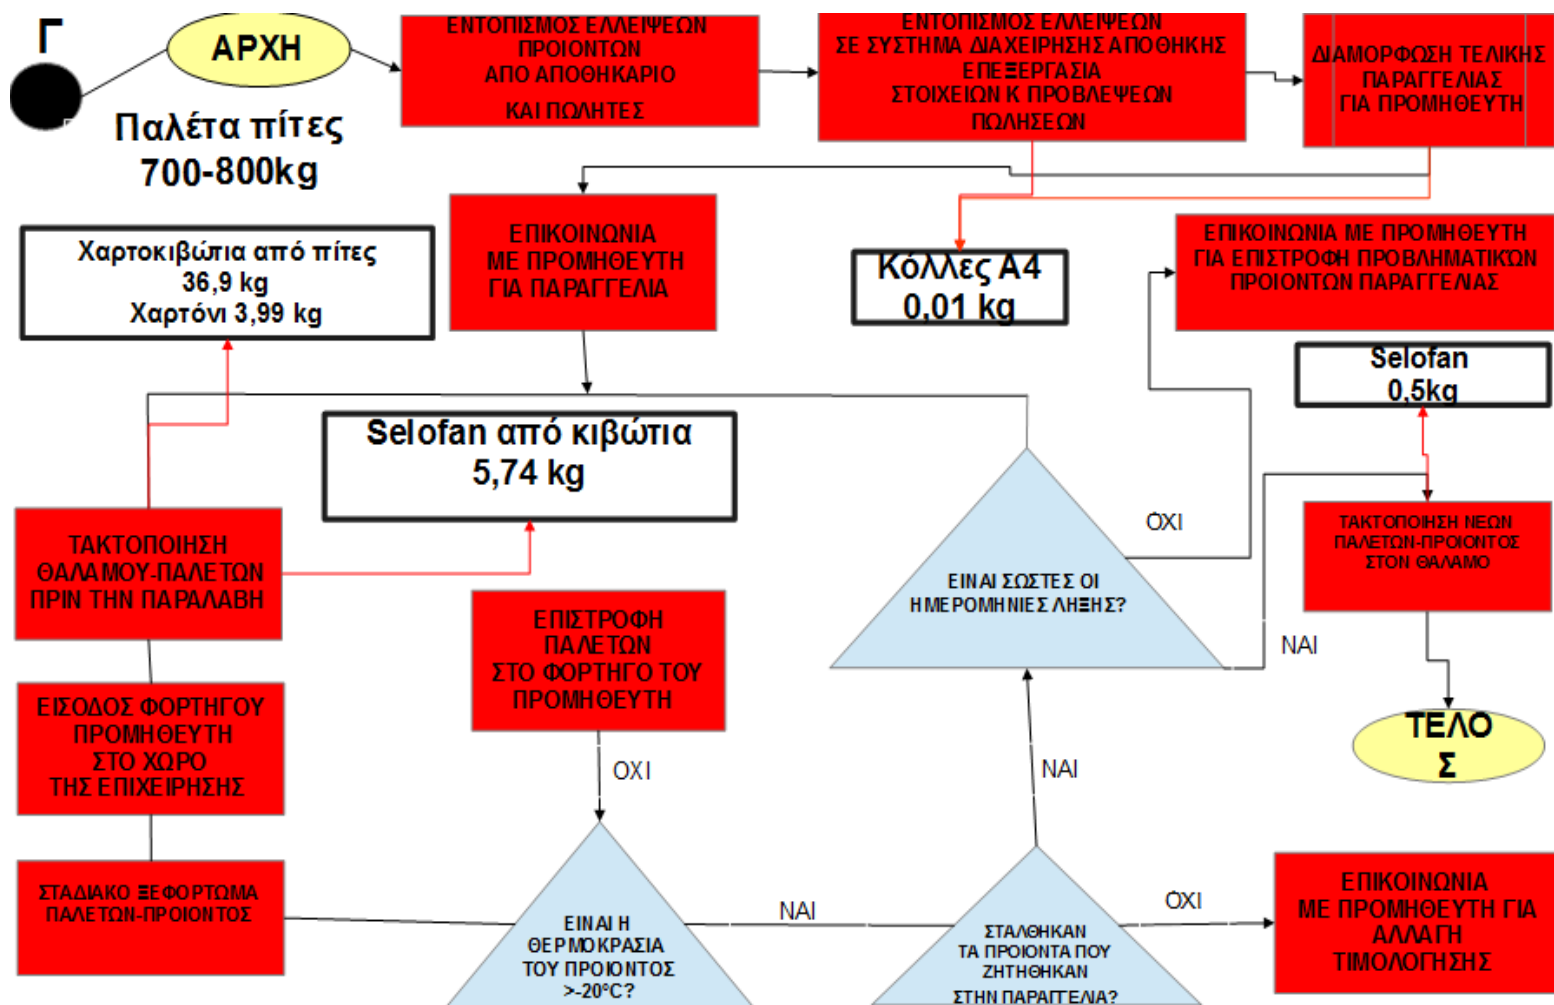 Γ
ΑΡΧΗ
Παλέτα πίτες
700-800kg
ΕΝΤΟΠΙΣΜΟΣ ΕΛΛΕΙΨΕΩΝ
ΠΡΟΙΟΝΤΩΝ
ΑΠΟ ΑΠΟΘΗΚΑΡΙΟ
ΚΑΙ ΠΩΛΗΤΕΣ
ΕΝΤΟΠΙΣΜΟΣ ΕΛΛΕΙΨΕΩΝ
ΣΕ ΣΥΣΤΗΜΑ ΔΙΑΧΕΙΡΗΣΗΣ ΑΠΟΘΗΚΗΣ
ΕΠΕΞΕΡΓΑΣΙΑ
ΣΤΟΙΧΕΙΩΝ Κ ΠΡΟΒΛΕΨΕΩΝ
ΠΩΛΗΣΕΩΝ
ΔΙΑΜΟΡΦΩΣΗ ΤΕΛΙΚΗΣ
ΠΑΡΑΓΓΕΛΙΑΣ
ΓΙΑ ΠΡΟΜΗΘΕΥΤΗ
Χαρτοκιβώτια από πίτες
36,9 kg
Χαρτόνι 3,99 kg
ΕΠΙΚΟΙΝΩΝΙΑ
ΜΕ ΠΡΟΜΗΘΕΥΤΗ
ΓΙΑ ΠΑΡΑΓΓΕΛΙΑ
Κόλλες Α4
0,01 kg
ΕΠΙΚΟΙΝΩΝΙΑ ΜΕ ΠΡΟΜΗΘΕΥΤΗ
ΓΙΑ ΕΠΙΣΤΡΟΦΗ ΠΡΟΒΛΗΜΑΤΙΚΏΝ
ΠΡΟΙΟΝΤΩΝ ΠΑΡΑΓΓΕΛΙΑΣ
Selofan
0,5kg
Selofan από κιβώτια
5,74 kg
ΤΑΚΤΟΠΟΙΗΣΗ
ΘΑΛΑΜΟΥ-ΠΑΛΕΤΩΝ
ΠΡΙΝ ΤΗΝ ΠΑΡΑΛΑΒΗ
ΕΙΝΑΙ ΣΩΣΤΕΣ ΟΙ
ΗΜΕΡΟΜΗΝΙΕΣ ΛΗΞΗΣ?
ΌΧΙ
ΝΑΙ
ΤΑΚΤΟΠΟΙΗΣΗ ΝΕΩΝ
ΠΑΛΕΤΩΝ-ΠΡΟΙΟΝΤΟΣ
ΣΤΟΝ ΘΑΛΑΜΟ
ΕΠΙΣΤΡΟΦΗ
ΠΑΛΕΤΩΝ
ΣΤΟ ΦΟΡΤΗΓΟ ΤΟΥ
ΠΡΟΜΗΘΕΥΤΗ
ΟΧΙ
ΕΙΣΟΔΟΣ ΦΟΡΤΗΓΟΥ
ΠΡΟΜΗΘΕΥΤΗ
ΣΤΟ ΧΩΡΟ
ΤΗΣ ΕΠΙΧΕΙΡΗΣΗΣ
ΝΑΙ
ΤΕΛΟ
Σ
ΣΤΑΔΙΑΚΟ ΞΕΦΟΡΤΩΜΑ
ΠΑΛΕΤΩΝ-ΠΡΟΙΟΝΤΟΣ
ΕΙΝΑΙ Η
ΘΕΡΜΟΚΡΑΣΙΑ
ΤΟΥ ΠΡΟΙΟΝΤΟΣ
>-20°C?
ΝΑΙ
ΣΤΑΛΘΗΚΑΝ
ΤΑ ΠΡΟΙΟΝΤΑ ΠΟΥ
ΖΗΤΗΘΗΚΑΝ
ΣΤΗΝ ΠΑΡΑΓΓΕΛΙΑ?
ΟΧΙ
ΕΠΙΚΟΙΝΩΝΙΑ
ΜΕ ΠΡΟΜΗΘΕΥΤΗ ΓΙΑ
ΑΛΛΑΓΗ
ΤΙΜΟΛΟΓΗΣΗΣ